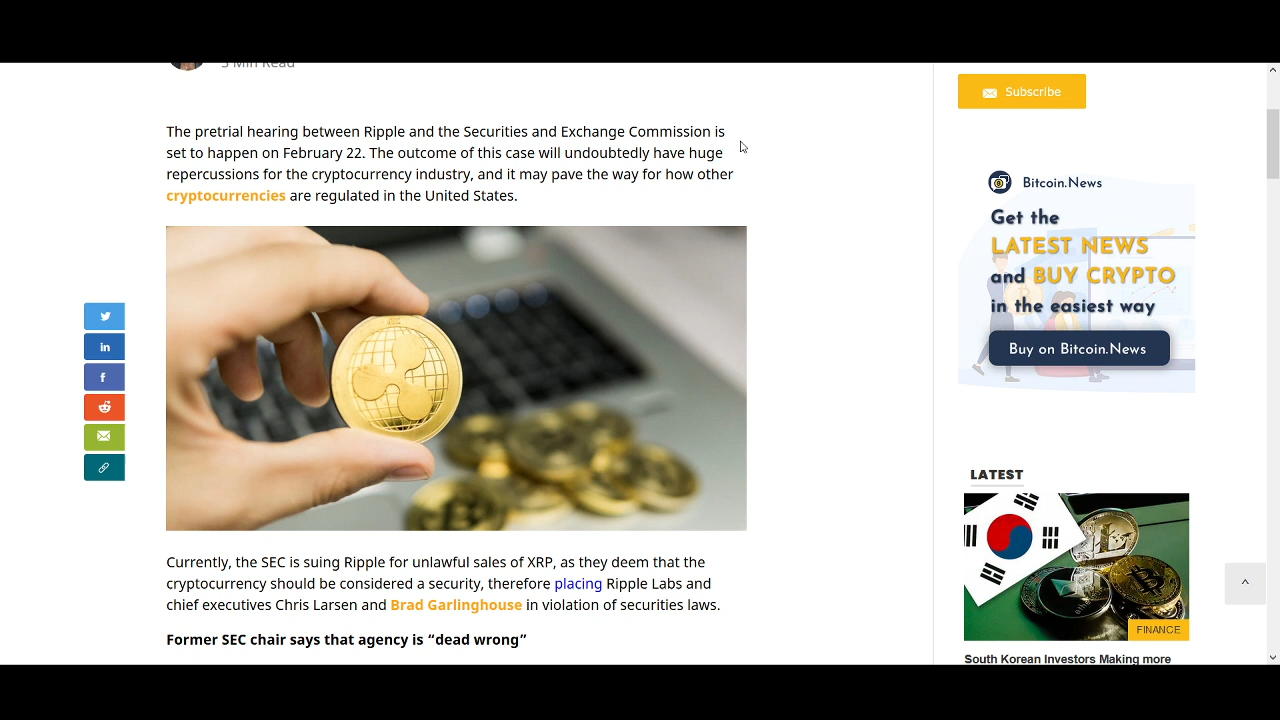 3 Min Read
The pretrial hearing between Ripple and the Securities and Exchange Commission is
set to happen on February 22. The outcome of this case will undoubtedly have huge
repercussions for the cryptocurrency industry, and it may pave the way for how other
cryptocurrencies are regulated in the United States.
Currently, the SEC is suing Ripple for unlawful sales of XRP, as they deem that the
cryptocurrency should be considered a security, therefore placing Ripple Labs and
chief executives Chris Larsen and Brad Garlinghouse in violation of securities laws.
Former SEC chair says that agency is “dead wrong”
Subscribe
Bitcoin.News
Get the
LATEST NEWS
and BUY CRYPTO
in the easiest way
Buy on Bitcoin.News
LATEST
FINANCE
South Korean Investors Making more